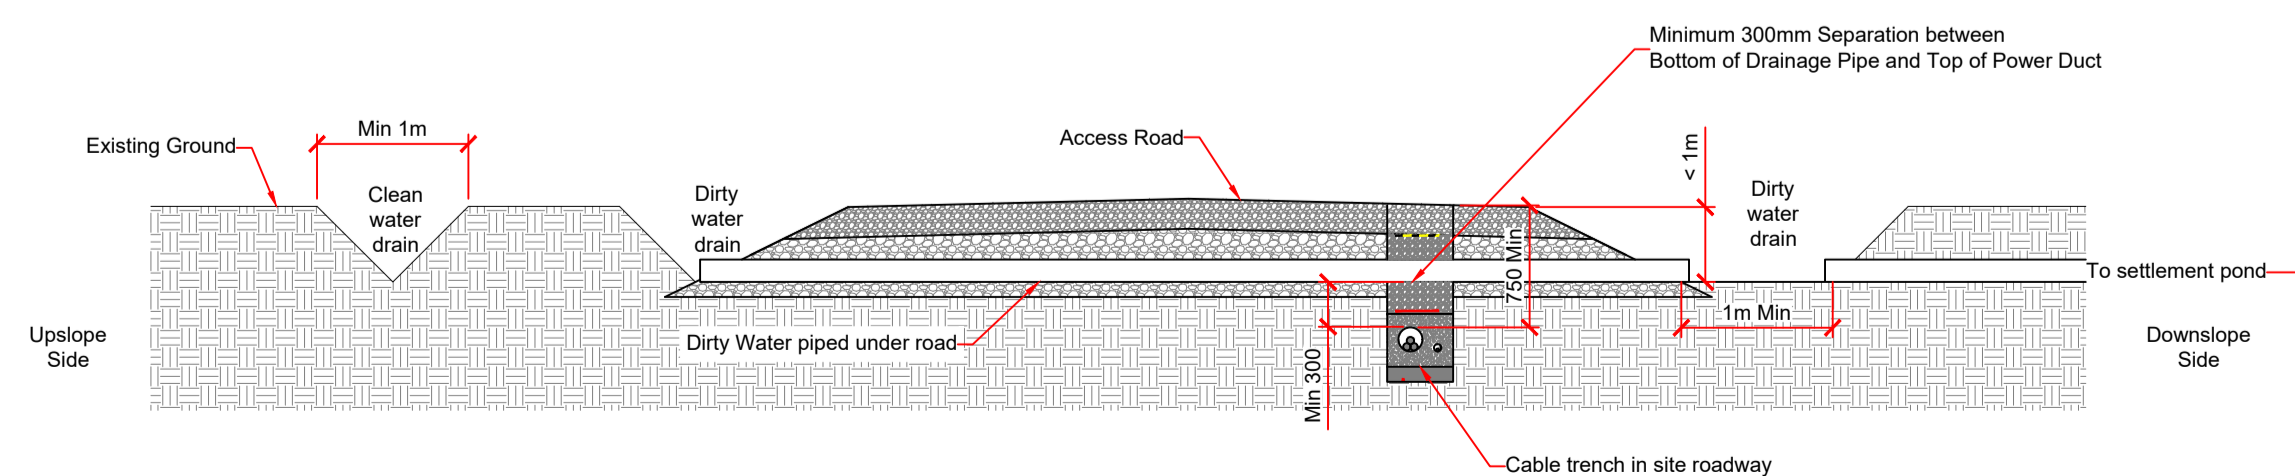 Minimum 300mm Separation between
Bottom of Drainage Pipe and Top of Power Duct
Existing Ground
Min 1m
Access Road
< 1m
Clean
water
drain
Dirty
water
drain
Dirty
water
drain
750 Min
To settlement pond
1m Min
Upslope
Side
Dirty Water piped under road
Min 300
Downslope
Side
Cable trench in site roadway